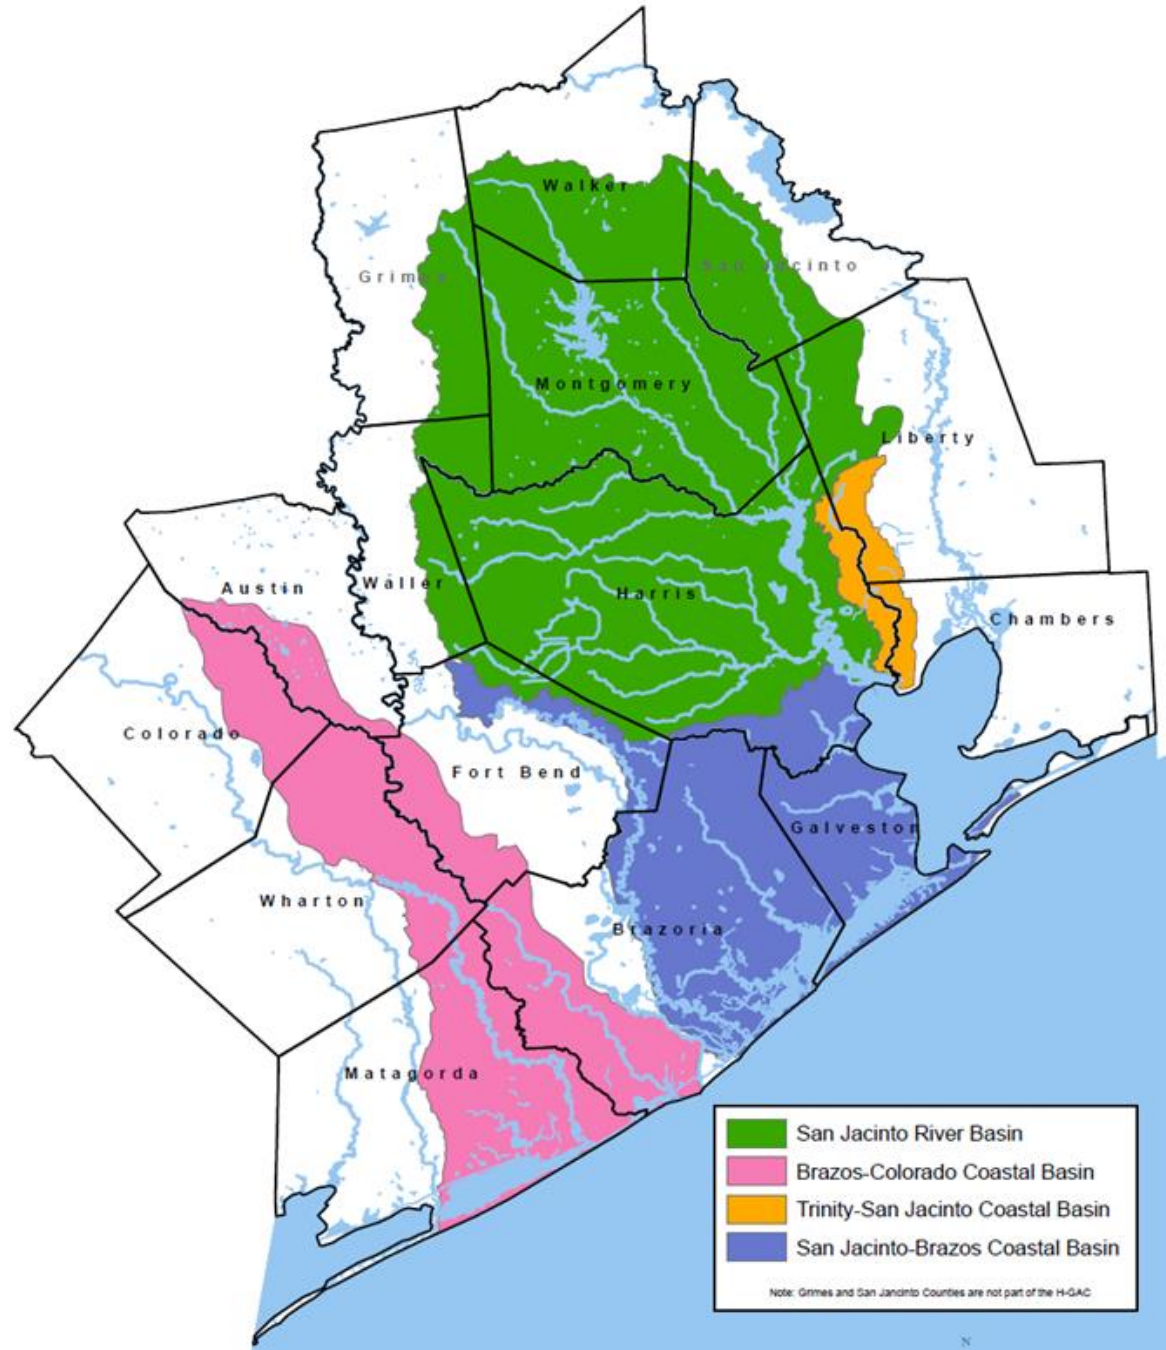 Walker
Grimes
San Jacinto
Montgomery
Liberty
Austin
Waller
Harris
Chambers
Colorado
Fort Bend
Galveston
Wharton
Brazoria
Matagorda
San Jacinto River Basin
Brazos-Colorado Coastal Basin
Trinity-San Jacinto Coastal Basin
San Jacinto-Brazos Coastal Basin
Note: Grimes and San Jancinto Counties are not part of the H-GAC
N